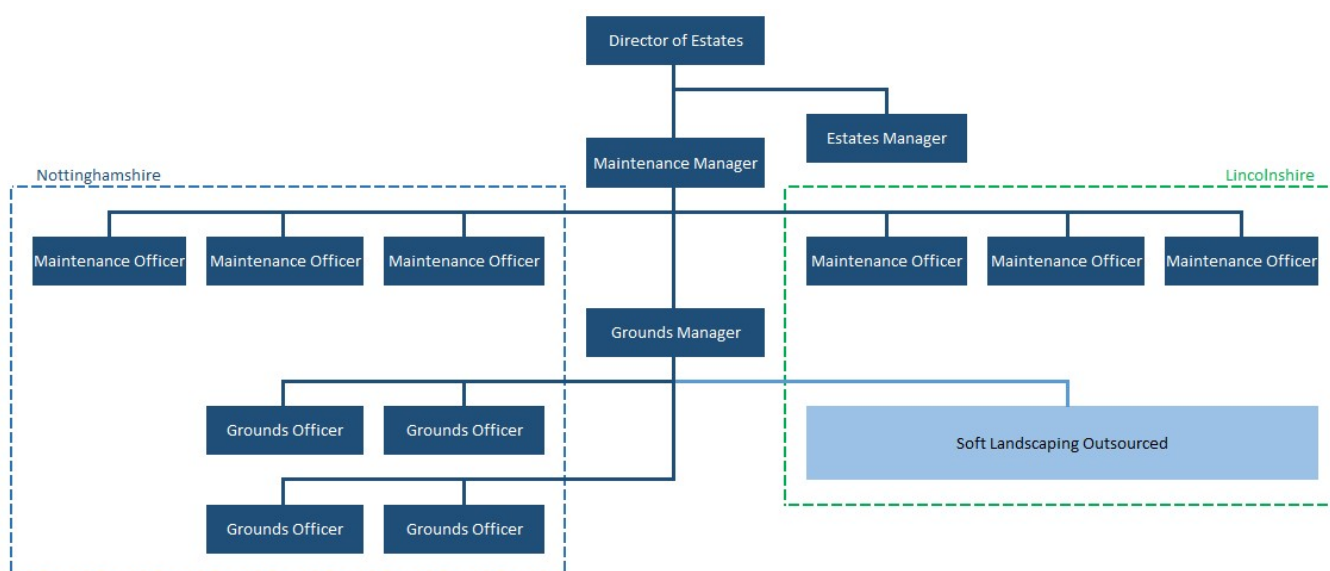 Director of Estates
Estates Manager
Maintenance Manager
Nottinghamshire
Lincolnshire
Maintenance Officer
Maintenance Officer
Maintenance Officer
Maintenance Officer
Maintenance Officer
Maintenance Officer
Grounds Manager
Grounds Officer
Grounds Officer
Soft Landscaping Outsourced
Grounds Officer
Grounds Officer